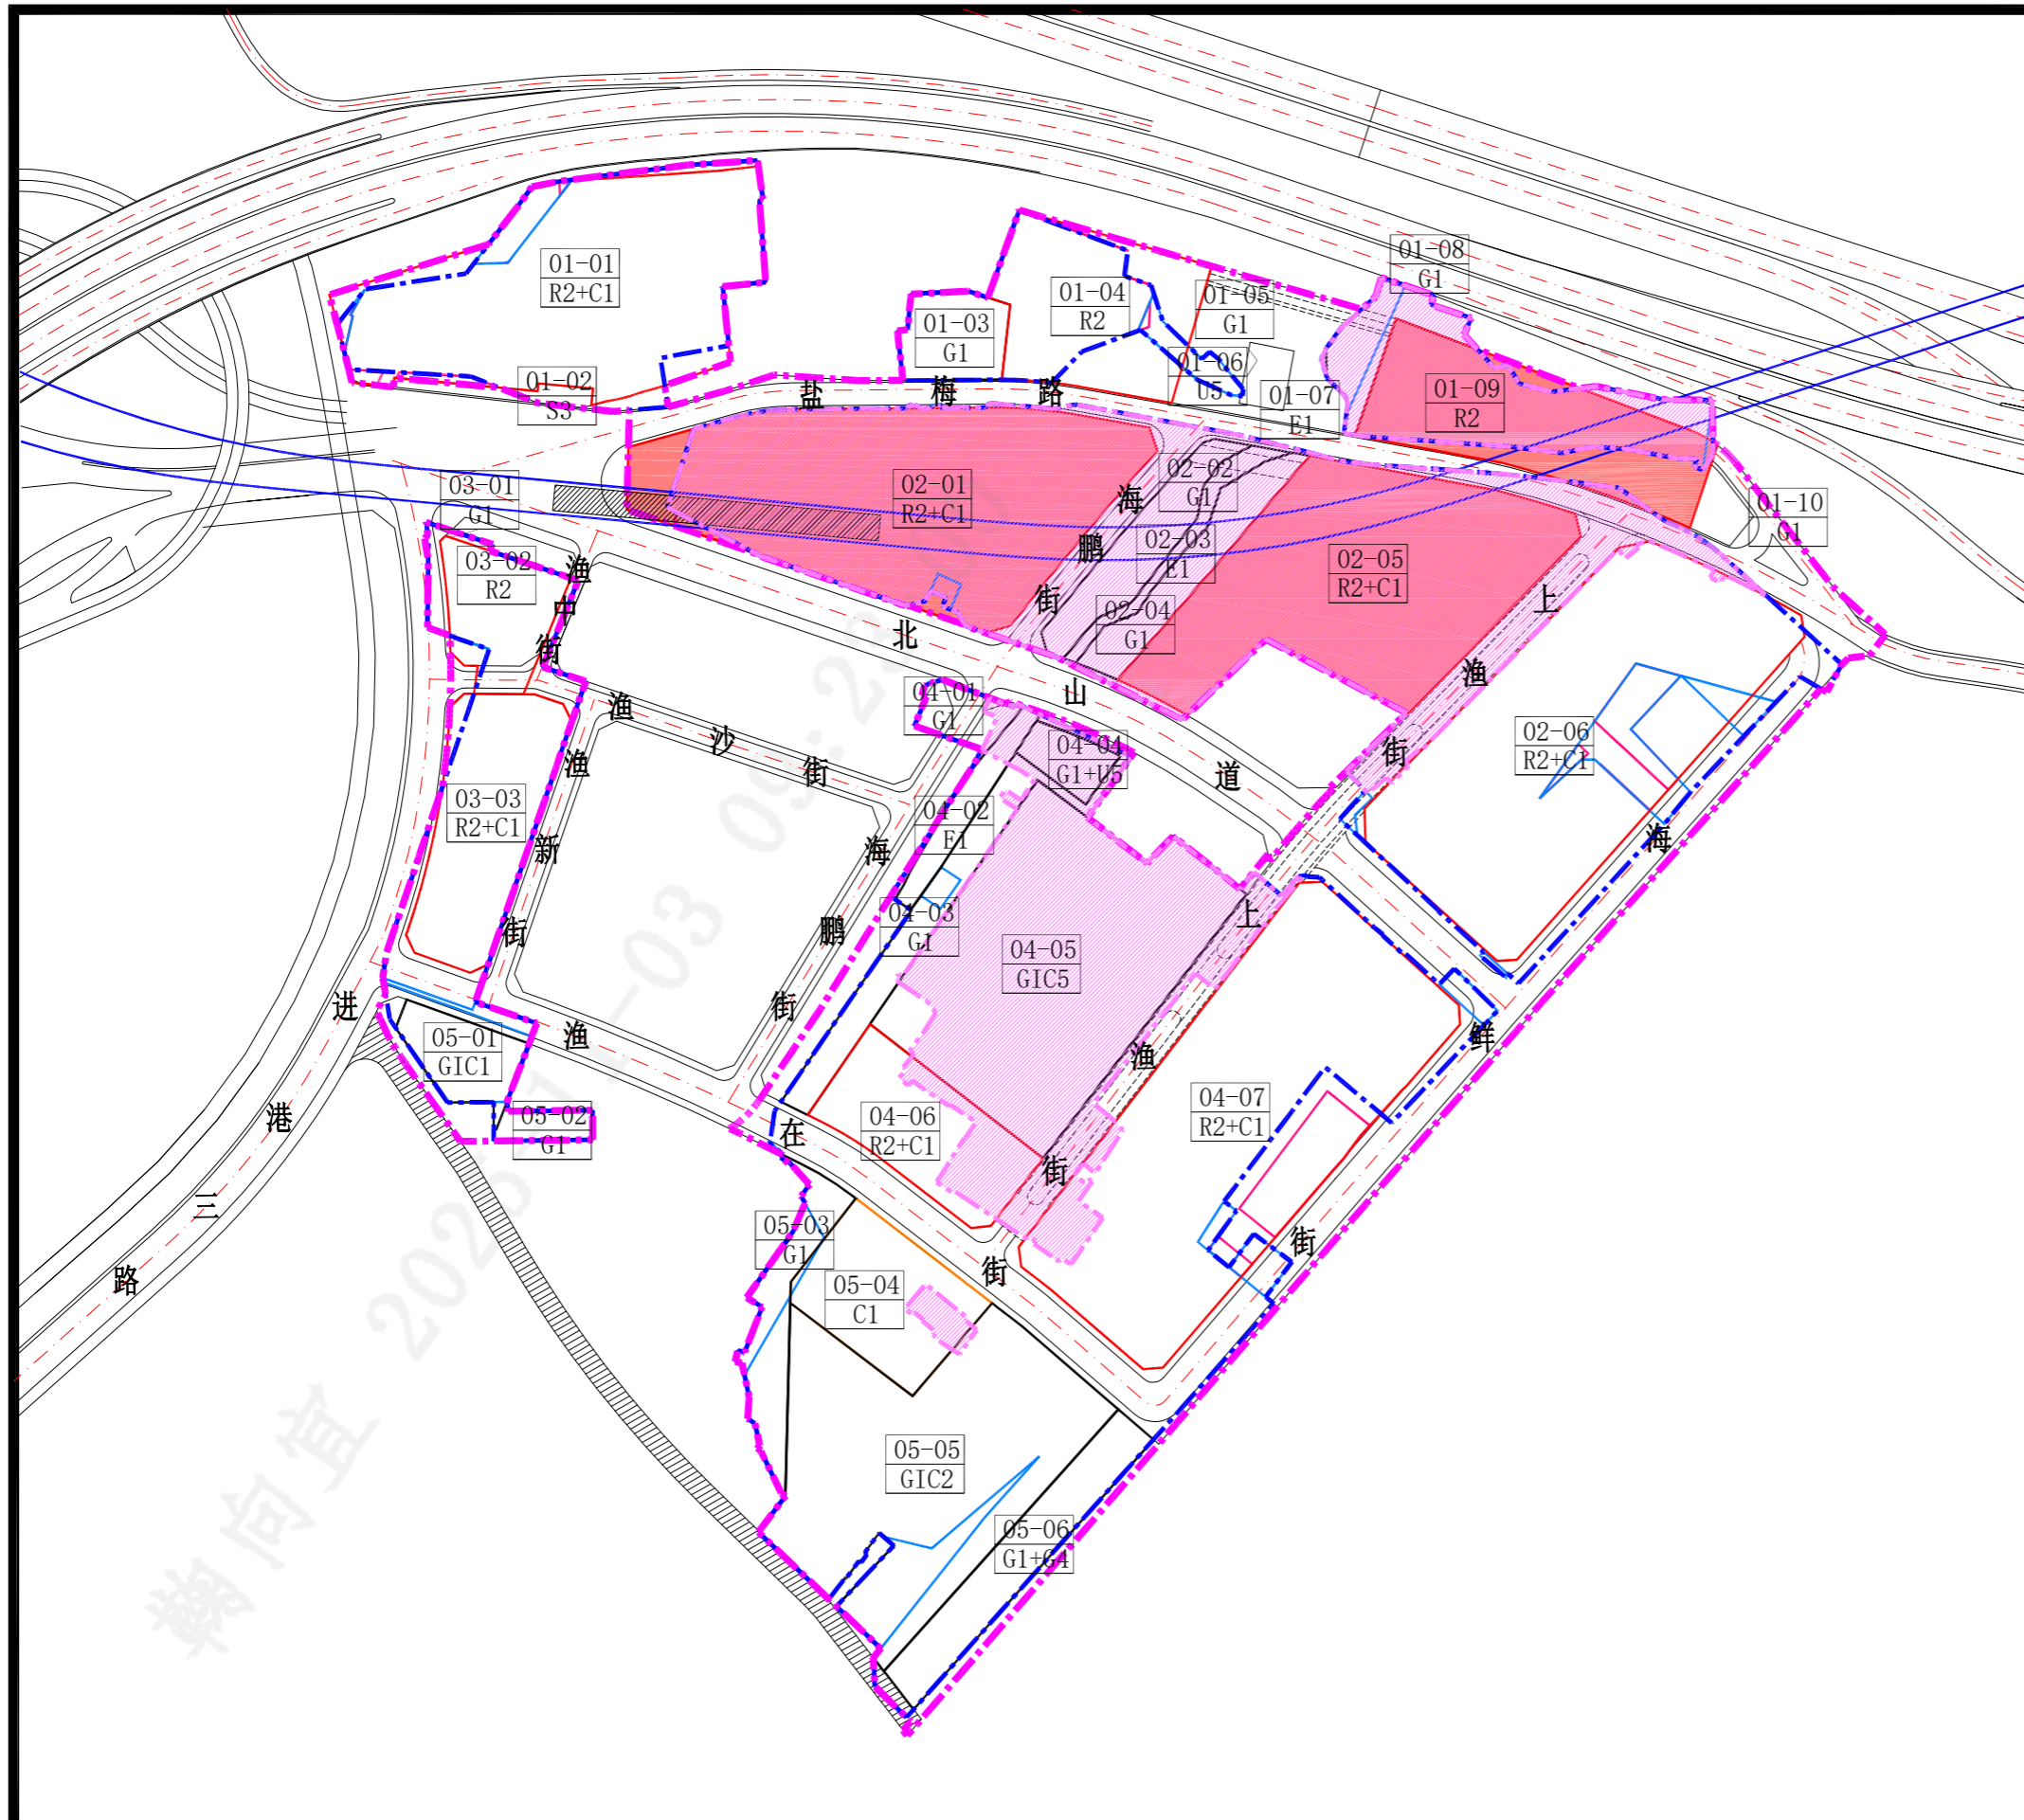 01-01
R2+C1
01-02
S3
01-03
G1
01-04
R2
01-05
G1
01-06
U5
01-07
E1
01-08
G1
01-09
R2
01-10
G1
盐梅路
02-01
R2+C1
02-02
G1
02-03
E1
02-04
G1
02-05
R2+C1
02-06
R2+C1
海鹏街
北山道
上渔街
03-01
G1
03-02
R2
03-03
R2+C1
渔中街
渔沙街
渔新街
04-01
G1
04-02
E1
04-03
G1
04-04
G1+U5
04-05
GIC5
04-06
R2+C1
04-07
R2+C1
海鹏街
上渔街
海鲜街
05-01
GIC1
05-02
G1
05-03
G1
05-04
C1
05-05
GIC2
05-06
G1+G4
渔在街
进港三路